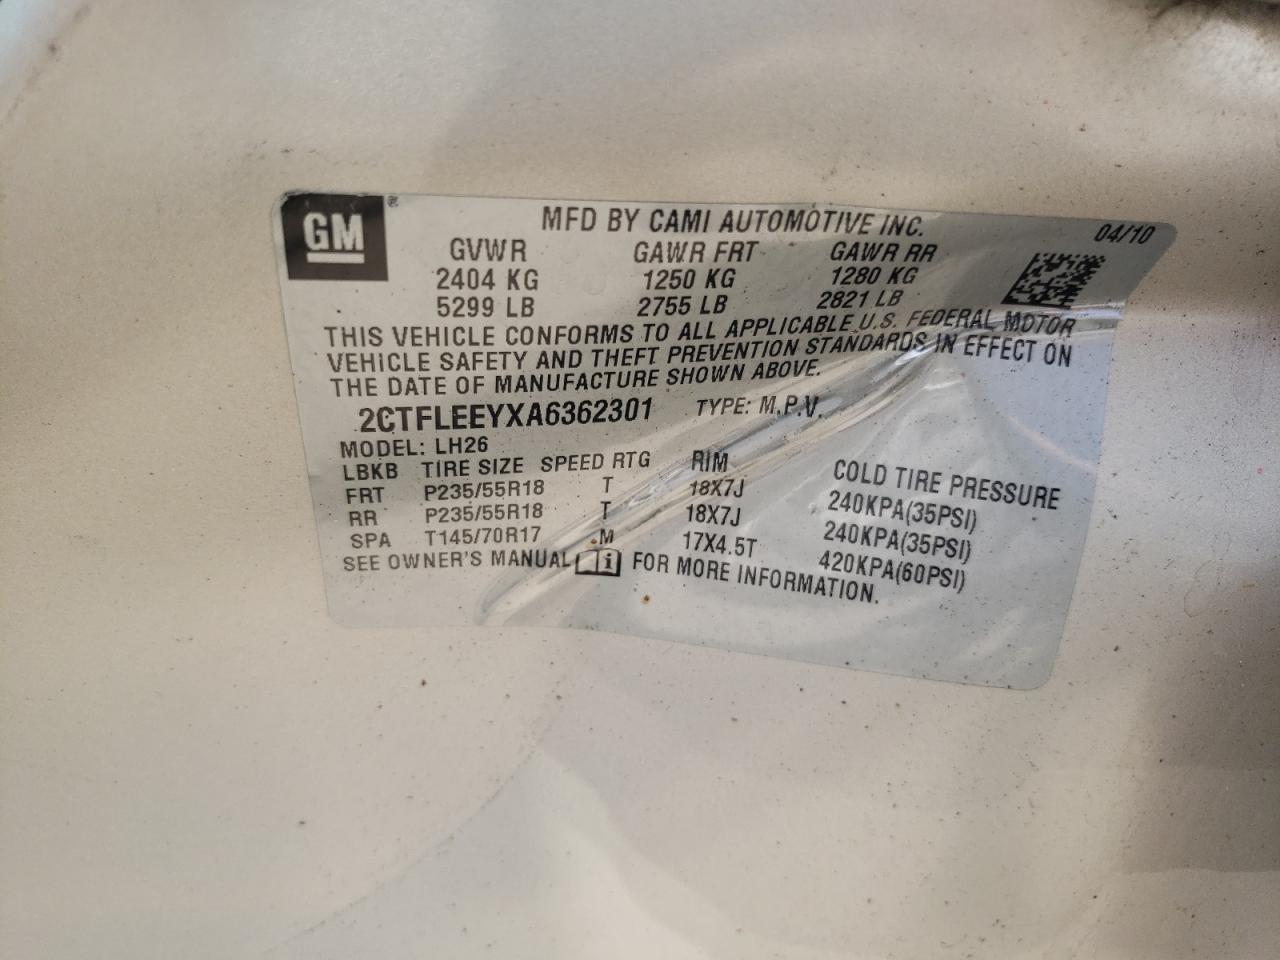 GM®
MFD BY CAMI AUTOMOTIVE INC. 04/10
GVWR GAWR FRT GAWR RR
2404 KG 1250 KG 1280 KG
5299 LB 2755 LB 2821 LB
THIS VEHICLE CONFORMS TO ALL APPLICABLE U.S. FEDERAL MOTOR
VEHICLE SAFETY AND THEFT PREVENTION STANDARDS IN EFFECT ON
THE DATE OF MANUFACTURE SHOWN ABOVE.
2CTFLEEYXA6362301 TYPE: M.P.V.
MODEL: LH26
LBKB TIRE SIZE SPEED RTG RIM COLD TIRE PRESSURE
FRT P235/55R18 T 18X7J 240KPA(35PSI)
RR P235/55R18 T 18X7J 240KPA(35PSI)
SPA T145/70R17 M 17X4.5T 420KPA(60PSI)
SEE OWNER'S MANUAL i FOR MORE INFORMATION.